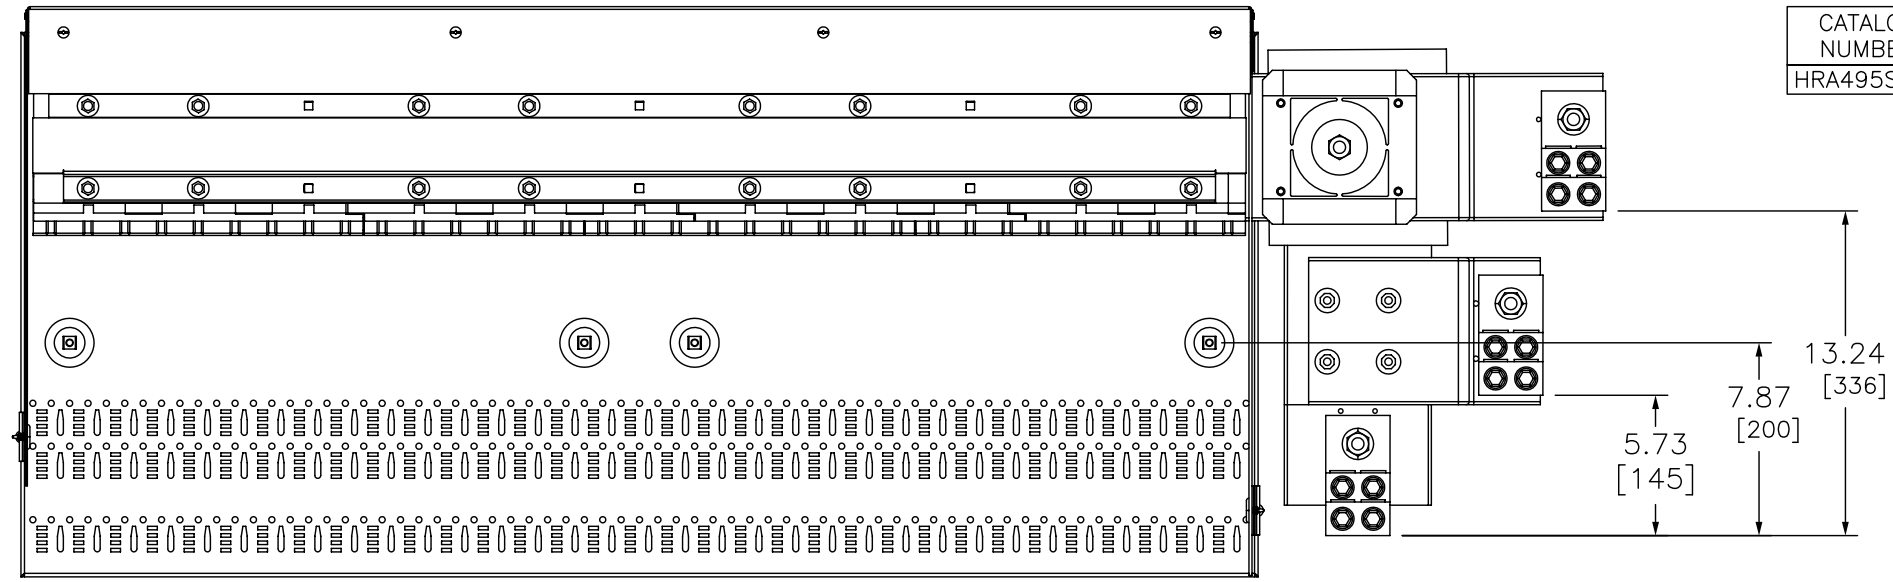 CATALO
NUMBE
HRA495S
13.24
[336]
7.87
[200]
5.73
[145]